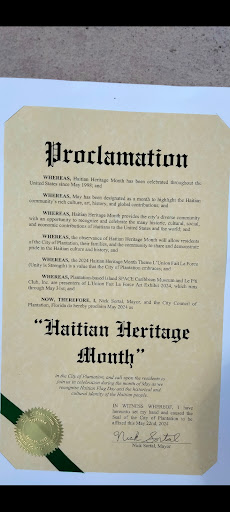 Proclamation
WHEREAS, Haitian Heritage Month has been celebrated throughout the
United States since May 1998; and
WHEREAS, May has been designated as a month to highlight the Haitian
community's rich culture, art, history, and global contributions; and
WHEREAS, Haitian Heritage Month provides the city's diverse community
with an opportunity to recognize and celebrate the many historic, cultural, social,
and economic contributions of Haitians to the United States and the world; and
WHEREAS, the observance of Haitian Heritage Month will allow residents
of the City of Plantation, their families, and the community to share and demonstrate
pride in the Haitian culture and history; and
WHEREAS, the 2024 Haitian Heritage Month Theme L'Union Fait La Force
(Unity is Strength) is a value that the City of Plantation embraces; and
WHEREAS, Plantation-based Island SPACE Caribbean Museum and Le P'ti
Club, Inc. are presenters of L'Union Fait La Force Art Exhibit 2024, which runs
through May 31st; and
NOW, THEREFORE, I, Nick Sortal, Mayor, and the City Council of
Plantation, Florida do hereby proclaim May 2024 as
"Haitian Heritage
Month"
in the City of Plantation, and call upon the residents to
join us in celebration during the month of May as we
recognize Haitian Flag Day and the historical and
cultural identity of the Haitian people.
IN WITNESS WHEREOF, I have
hereunto set my hand and caused the
Seal of the City of Plantation to be
affixed this May 22nd, 2024
Nick Sortal
Nick Sortal, Mayor